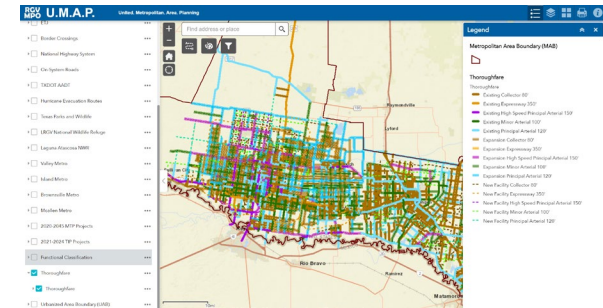 RGV MPO U.M.A.P.
United, Metropolitan, Area, Planning
ESI
Border Crossings
National Highway System
On-System Roads
TXDOT AADT
Hurricane Evacuation Routes
Texas Parks and Wildlife
LRGV National Wildlife Refuge
Laguna Atascosa NWR
Valley Metro
Island Metro
Brownsville Metro
McAllen Metro
2020-2045 MTP Projects
2021-2024 TIP Projects
Functional Classification
Thoroughfare
Thoroughfare
Urbanized Area Boundary (UAB)
Find address or place
Raymondville
Lyford
Rio Bravo
Ramirez
Matamoros
Legend
Metropolitan Area Boundary (MAB)
Thoroughfare
Thoroughfare
Existing Collector 80'
Existing Expressway 350'
Existing High Speed Principal Arterial 150'
Existing Minor Arterial 100'
Existing Principal Arterial 120'
Expansion Collector 60'
Expansion Expressway 350'
Expansion High Speed Principal Arterial 150'
Expansion Minor Arterial 100'
Expansion Principal Arterial 120'
New Facility Collector 80'
New Facility Expressway 350'
New Facility High Speed Principal Arterial 150'
New Facility Minor Arterial 100'
New Facility Principal Arterial 120'